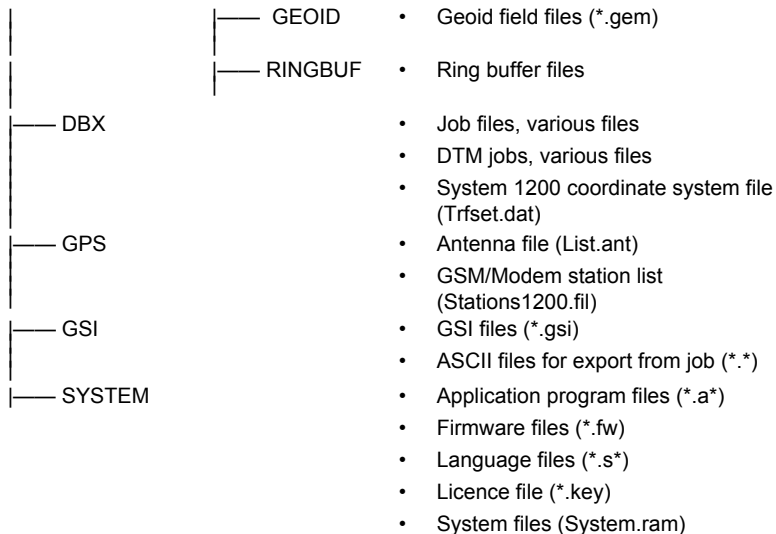 GEOID • Geoid field files (*.gem)
RINGBUF • Ring buffer files
DBX • Job files, various files
• DTM jobs, various files
• System 1200 coordinate system file
(Trfset.dat)
GPS • Antenna file (List.ant)
• GSM/Modem station list
(Stations1200.fil)
GSI • GSI files (*.gsi)
• ASCII files for export from job (*.*)
SYSTEM • Application program files (*.a*)
• Firmware files (*.fw)
• Language files (*.s*)
• Licence file (*.key)
• System files (System.ram)